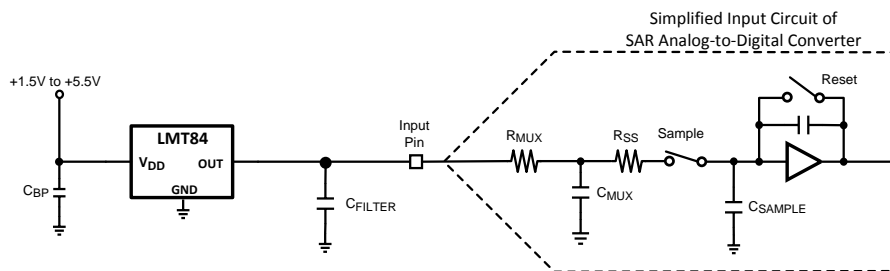 Simplified Input Circuit of
SAR Analog-to-Digital Converter
+1.5V to +5.5V
Reset
LMT84
Input
Pin
RMUX
RSS
Sample
VDD
OUT
GND
CBP
CFILTER
CMUX
CSAMPLE